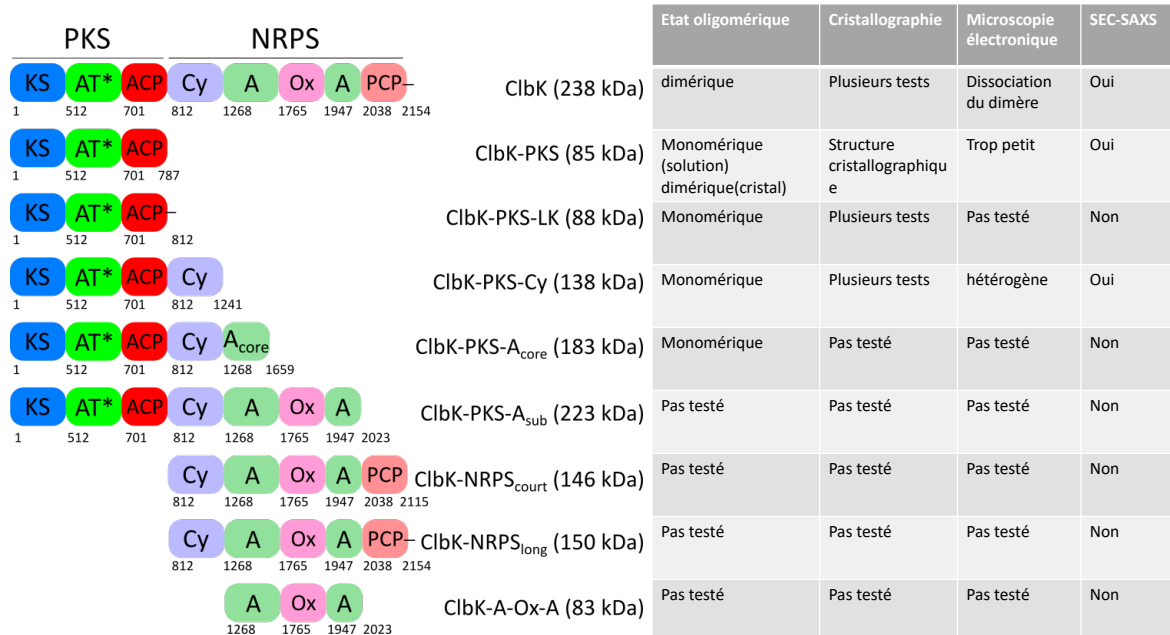 PKS NRPS
Etat oligomérique Cristallographie Microscopie électronique SEC-SAXS
KS AT* ACP Cy A Ox A PCP ClbK (238 kDa) dimérique Plusieurs tests Dissociation du dimère Oui
1 512 701 812 1268 1765 1947 2038 2154
KS AT* ACP ClbK-PKS (85 kDa) Monomérique (solution) dimérique(cristal) Structure cristallographique Trop petit Oui
1 512 701 787
KS AT* ACP ClbK-PKS-LK (88 kDa) Monomérique Plusieurs tests Pas testé Non
1 512 701 812
KS AT* ACP Cy ClbK-PKS-Cy (138 kDa) Monomérique Plusieurs tests hétérogène Oui
1 512 701 812 1241
KS AT* ACP Cy Acore ClbK-PKS-Acore (183 kDa) Monomérique Pas testé Pas testé Non
1 512 701 812 1268 1659
KS AT* ACP Cy A Ox A ClbK-PKS-Asub (223 kDa) Pas testé Pas testé Pas testé Non
1 512 701 812 1268 1765 1947 2023
Cy A Ox A PCP ClbK-NRPScourt (146 kDa) Pas testé Pas testé Pas testé Non
812 1268 1765 1947 2038 2115
Cy A Ox A PCP ClbK-NRPSlong (150 kDa) Pas testé Pas testé Pas testé Non
812 1268 1765 1947 2038 2154
A Ox A ClbK-A-Ox-A (83 kDa) Pas testé Pas testé Pas testé Non
1268 1765 1947 2023